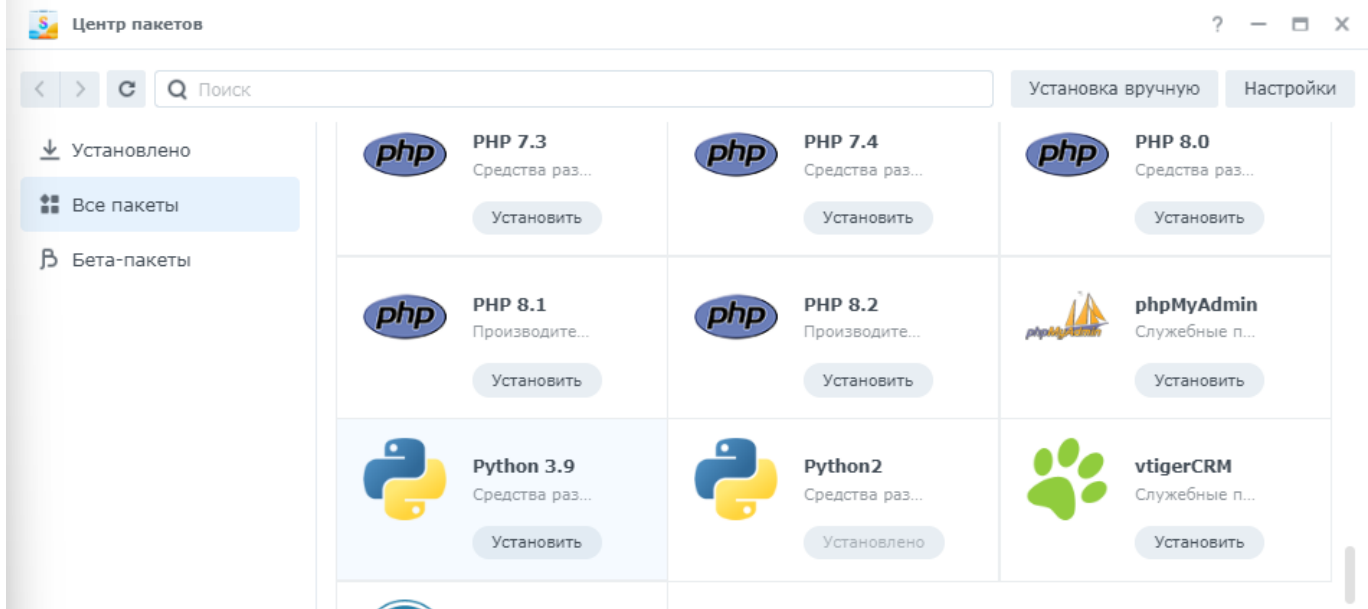 Центр пакетов
Поиск
Установка вручную
Настройки
Установлено
Все пакеты
Бета-пакеты
php
PHP 7.3
Средства раз...
Установить
php
PHP 7.4
Средства раз...
Установить
php
PHP 8.0
Средства раз...
Установить
php
PHP 8.1
Производите...
Установить
php
PHP 8.2
Производите...
Установить
phpMyAdmin
phpMyAdmin
Служебные п...
Установить
Python 3.9
Средства раз...
Установить
Python2
Средства раз...
Установлено
vtigerCRM
Служебные п...
Установить